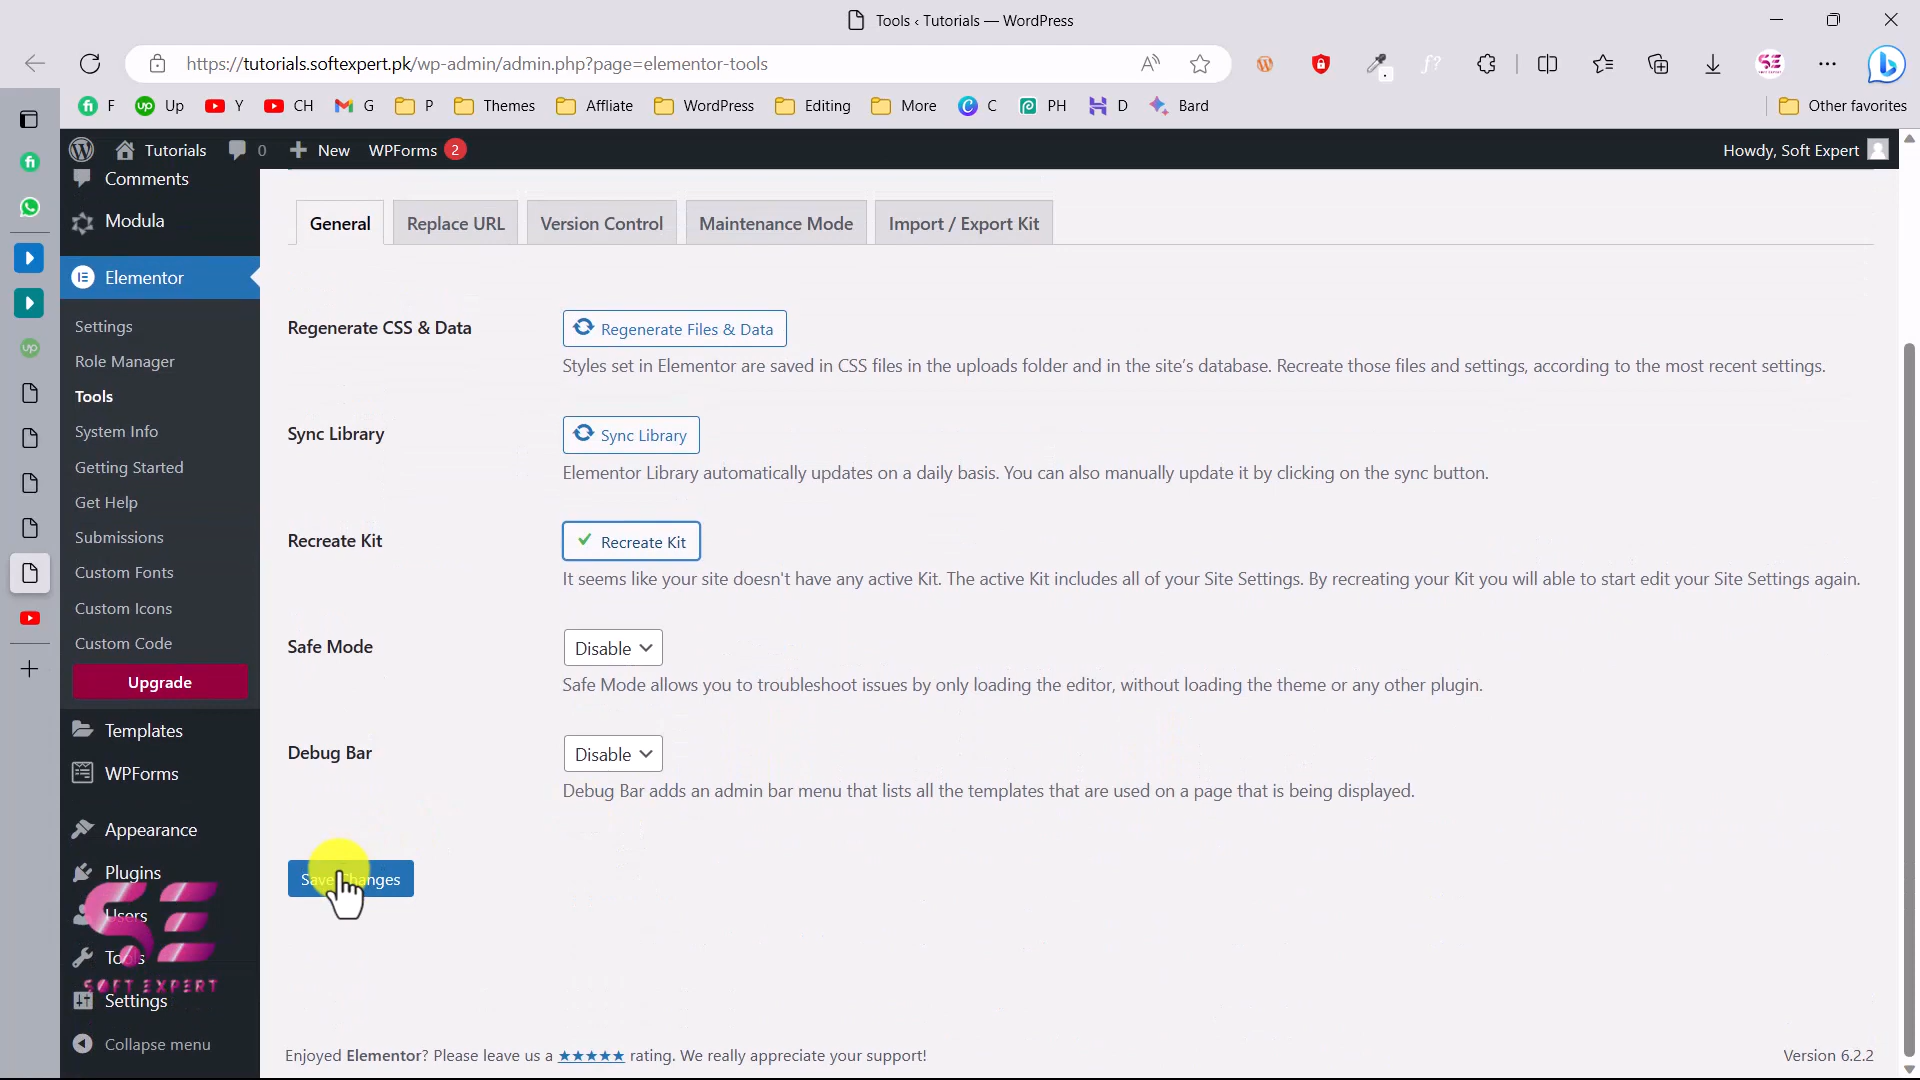 Tools ‹ Tutorials — WordPress
https://tutorials.softexpert.pk/wp-admin/admin.php?page=elementor-tools
F Up Y CH G P Themes Affliate WordPress Editing More C PH D Bard Other favorites
Tutorials 0 New WPForms 2 Howdy, Soft Expert
Comments
Modula
Elementor
Settings
Role Manager
Tools
System Info
Getting Started
Get Help
Submissions
Custom Fonts
Custom Icons
Custom Code
Upgrade
Templates
WPForms
Appearance
Plugins
Users
Tools
SE
SOFT EXPERT
Settings
Collapse menu
General Replace URL Version Control Maintenance Mode Import / Export Kit
Regenerate CSS & Data Regenerate Files & Data
Styles set in Elementor are saved in CSS files in the uploads folder and in the site's database. Recreate those files and settings, according to the most recent settings.
Sync Library Sync Library
Elementor Library automatically updates on a daily basis. You can also manually update it by clicking on the sync button.
Recreate Kit Recreate Kit
It seems like your site doesn't have any active Kit. The active Kit includes all of your Site Settings. By recreating your Kit you will able to start edit your Site Settings again.
Safe Mode Disable
Safe Mode allows you to troubleshoot issues by only loading the editor, without loading the theme or any other plugin.
Debug Bar Disable
Debug Bar adds an admin bar menu that lists all the templates that are used on a page that is being displayed.
Save Changes
Enjoyed Elementor? Please leave us a ★★★★★ rating. We really appreciate your support! Version 6.2.2